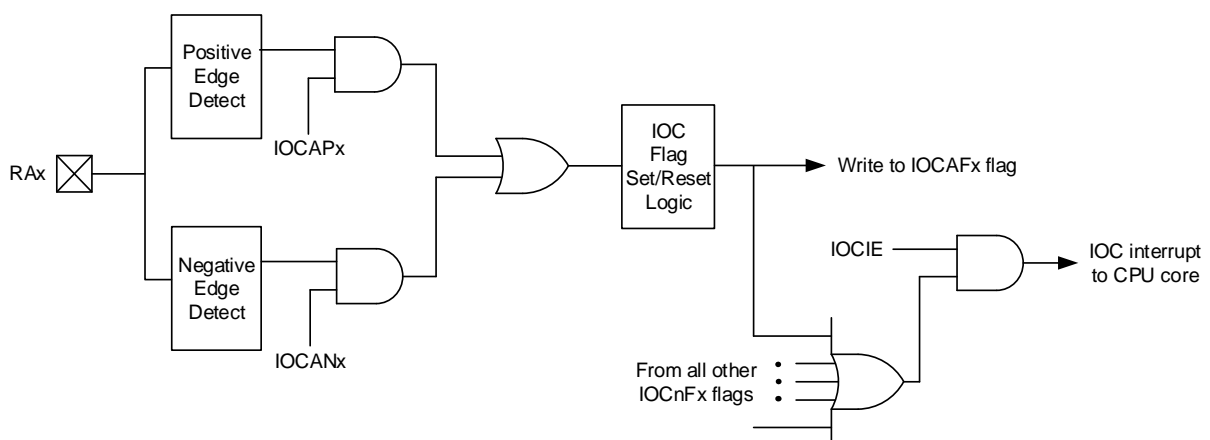 Positive
Edge
Detect
IOCAPx
RAx
Negative
Edge
Detect
IOCANx
IOC
Flag
Set/Reset
Logic
Write to IOCAFx flag
IOCIE
IOC interrupt
to CPU core
From all other
IOCnFx flags